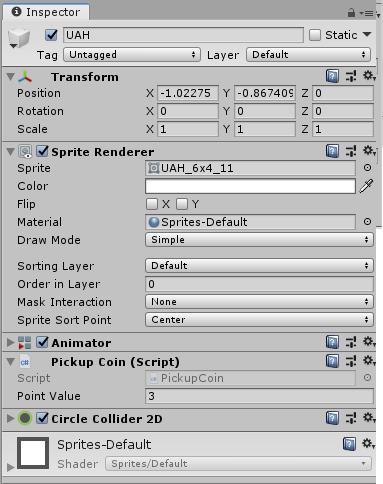 Inspector
UAH
Static
Tag Untagged Layer Default
Transform
Position X -1.02275 Y -0.867409 Z 0
Rotation X 0 Y 0 Z 0
Scale X 1 Y 1 Z 1
Sprite Renderer
Sprite UAH_6x4_11
Color
Flip X Y
Material Sprites-Default
Draw Mode Simple
Sorting Layer Default
Order in Layer 0
Mask Interaction None
Sprite Sort Point Center
Animator
Pickup Coin (Script)
Script PickupCoin
Point Value 3
Circle Collider 2D
Sprites-Default
Shader Sprites/Default